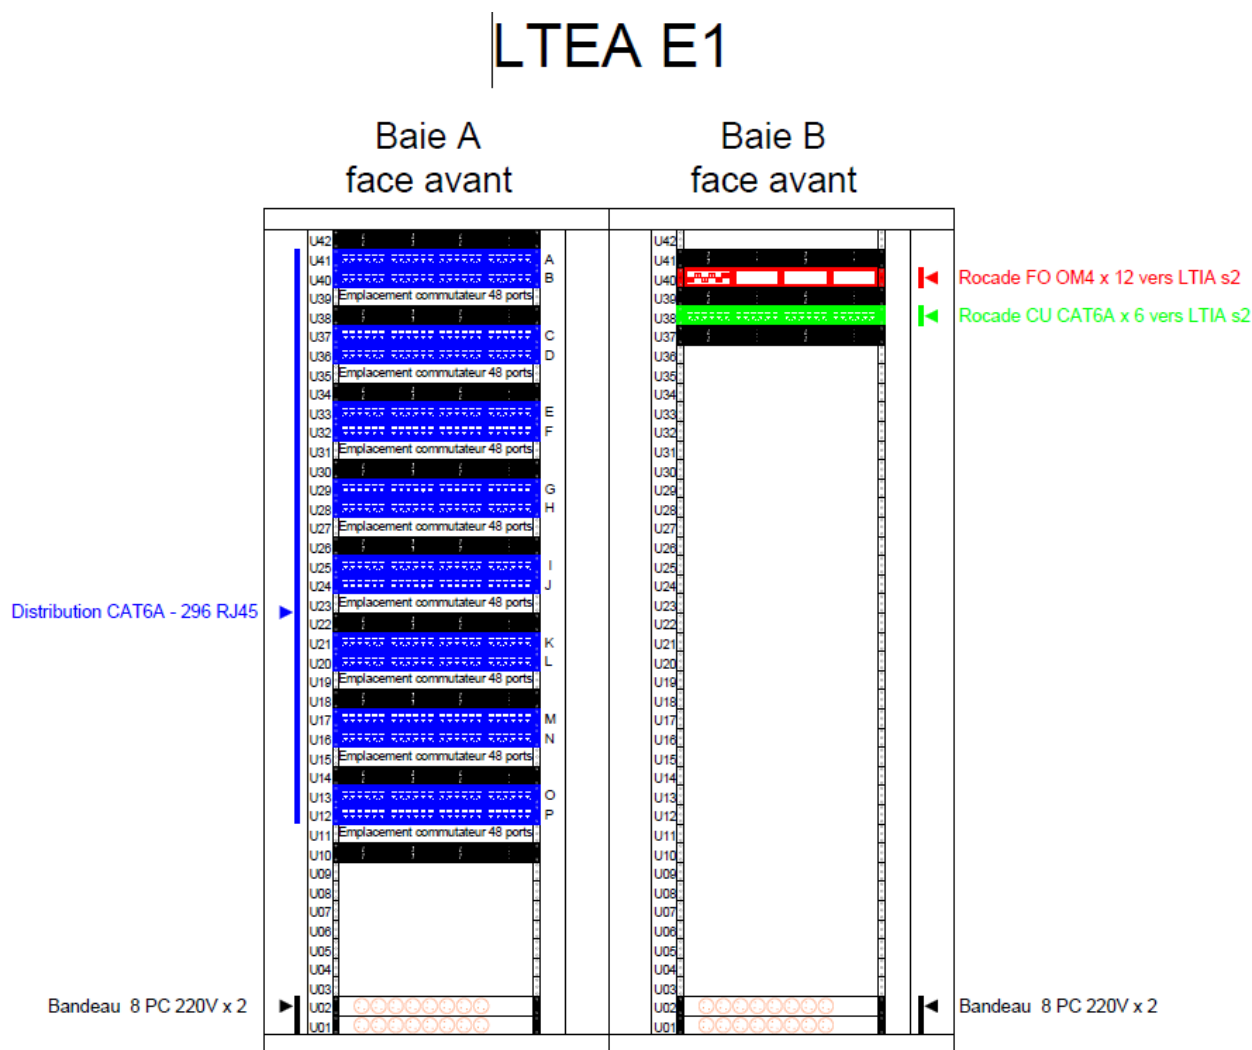 LTEA E1
Baie A
face avant
Baie B
face avant
U42
U41 A
U40 B
U39 Emplacement commutateur 48 ports
U38
U37 C
U36 D
U35 Emplacement commutateur 48 ports
U34
U33 E
U32 F
U31 Emplacement commutateur 48 ports
U30
U29 G
U28 H
U27 Emplacement commutateur 48 ports
U26
U25 I
U24 J
U23 Emplacement commutateur 48 ports
U22
U21 K
U20 L
U19 Emplacement commutateur 48 ports
U18
U17 M
U16 N
U15 Emplacement commutateur 48 ports
U14
U13 O
U12 P
U11 Emplacement commutateur 48 ports
U10
U09
U08
U07
U06
U05
U04
U03
U02
U01
Distribution CAT6A - 296 RJ45
Bandeau 8 PC 220V x 2
U42
U41
U40
U39
U38
U37
U36
U35
U34
U33
U32
U31
U30
U29
U28
U27
U26
U25
U24
U23
U22
U21
U20
U19
U18
U17
U16
U15
U14
U13
U12
U11
U10
U09
U08
U07
U06
U05
U04
U03
U02
U01
Rocade FO OM4 x 12 vers LTIA s2
Rocade CU CAT6A x 6 vers LTIA s2
Bandeau 8 PC 220V x 2